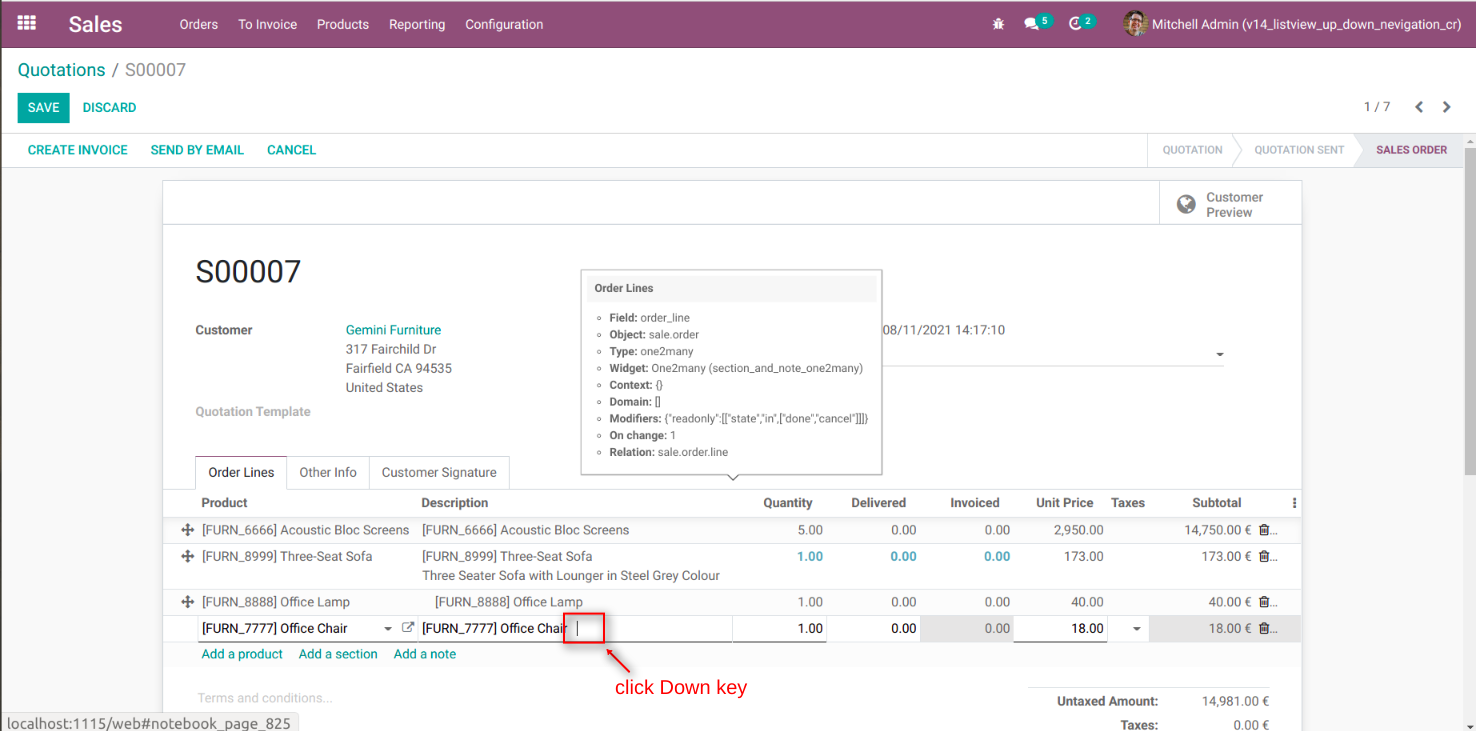 Sales Orders To Invoice Products Reporting Configuration 5 2 Mitchell Admin (v14_listview_up_down_nevigation_cr)
Quotations / S00007
SAVE DISCARD 1 / 7
CREATE INVOICE SEND BY EMAIL CANCEL QUOTATION QUOTATION SENT SALES ORDER
Customer
Preview
S00007
Order Lines
Field: order_line
Object: sale.order
Type: one2many
Widget: One2many (section_and_note_one2many)
Context: {}
Domain: []
Modifiers: {"readonly":[["state","in",["done","cancel"]]]}
On change: 1
Relation: sale.order.line
Customer Gemini Furniture 08/11/2021 14:17:10
317 Fairchild Dr
Fairfield CA 94535
United States
Quotation Template
Order Lines Other Info Customer Signature
Product Description Quantity Delivered Invoiced Unit Price Taxes Subtotal
[FURN_6666] Acoustic Bloc Screens [FURN_6666] Acoustic Bloc Screens 5.00 0.00 0.00 2,950.00 14,750.00 € ...
[FURN_8999] Three-Seat Sofa [FURN_8999] Three-Seat Sofa 1.00 0.00 0.00 173.00 173.00 € ...
Three Seater Sofa with Lounger in Steel Grey Colour
[FURN_8888] Office Lamp [FURN_8888] Office Lamp 1.00 0.00 0.00 40.00 40.00 € ...
[FURN_7777] Office Chair [FURN_7777] Office Chair 1.00 0.00 0.00 18.00 18.00 € ...
Add a product Add a section Add a note
click Down key
Terms and conditions...
Untaxed Amount: 14,981.00 €
Taxes: 0.00 €
localhost:1115/web#notebook_page_825